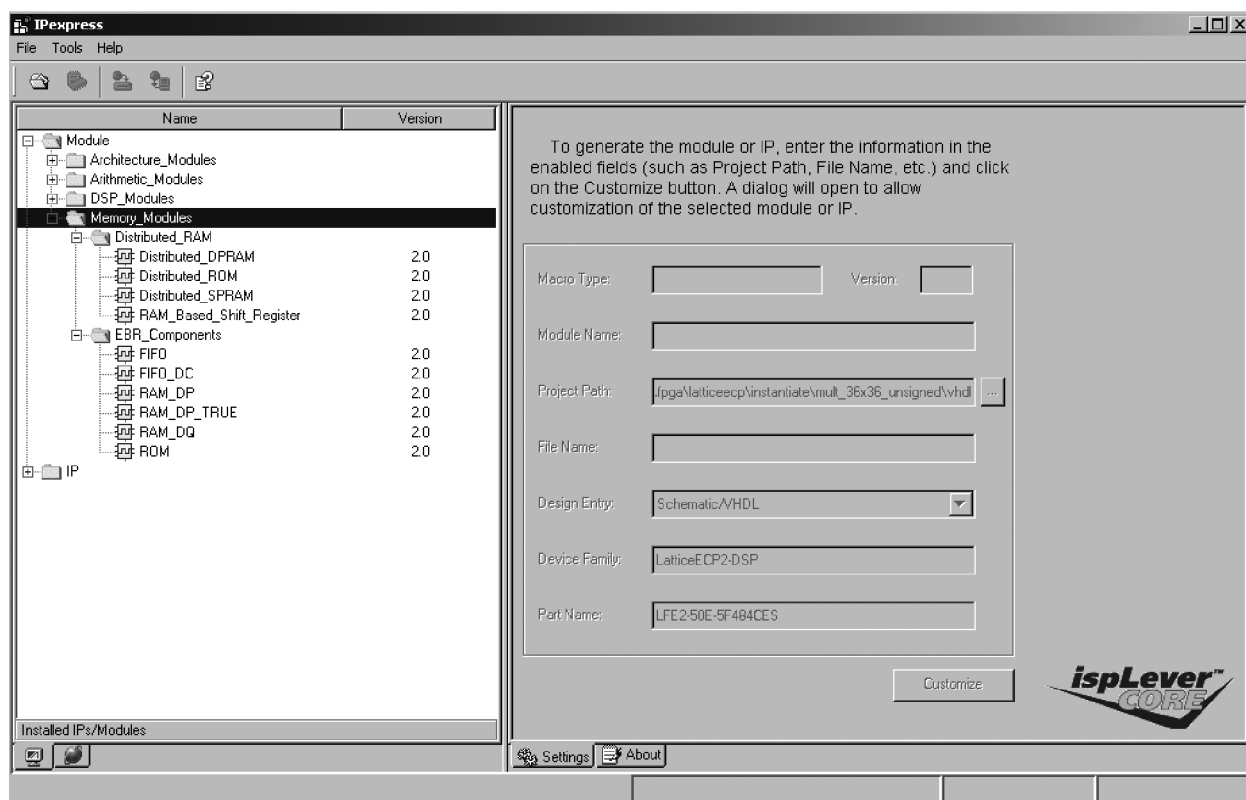 IPexpress
File Tools Help
Name Version
Module
Architecture_Modules
Arithmetic_Modules
DSP_Modules
Memory_Modules
Distributed_RAM
Distributed_DPRAM 2.0
Distributed_ROM 2.0
Distributed_SPRAM 2.0
RAM_Based_Shift_Register 2.0
EBR_Components
FIFO 2.0
FIFO_DC 2.0
RAM_DP 2.0
RAM_DP_TRUE 2.0
RAM_DQ 2.0
ROM 2.0
IP
Installed IPs/Modules
To generate the module or IP, enter the information in the
enabled fields (such as Project Path, File Name, etc.) and click
on the Customize button. A dialog will open to allow
customization of the selected module or IP.
Macro Type: Version:
Module Name:
Project Path: .fpga\latticeecp\instantiate\mult_36x36_unsigned\vhdl ...
File Name:
Design Entry: Schematic/VHDL
Device Family: LatticeECP2-DSP
Part Name: LFE2-50E-5F484CES
Customize
ispLever™
CORE
Settings About